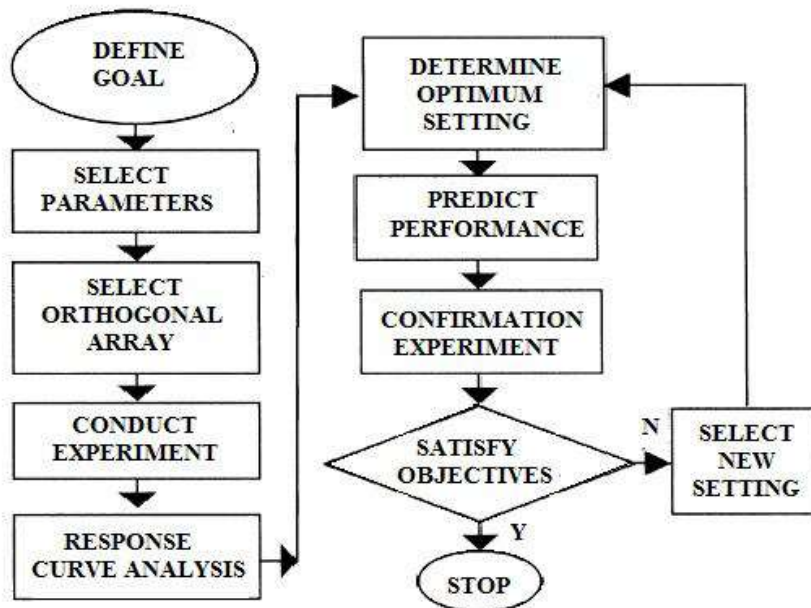 DEFINE
GOAL
SELECT
PARAMETERS
SELECT
ORTHOGONAL
ARRAY
CONDUCT
EXPERIMENT
RESPONSE
CURVE ANALYSIS
DETERMINE
OPTIMUM
SETTING
PREDICT
PERFORMANCE
CONFIRMATION
EXPERIMENT
SATISFY
OBJECTIVES
N
SELECT
NEW
SETTING
Y
STOP